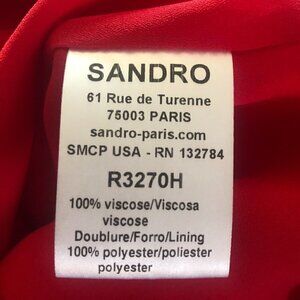 SANDRO
61 Rue de Turenne
75003 PARIS
sandro-paris.com
SMCP USA - RN 132784
R3270H
100% viscose/Viscosa
viscose
Doublure/Forro/Lining
100% polyester/poliester
polyester